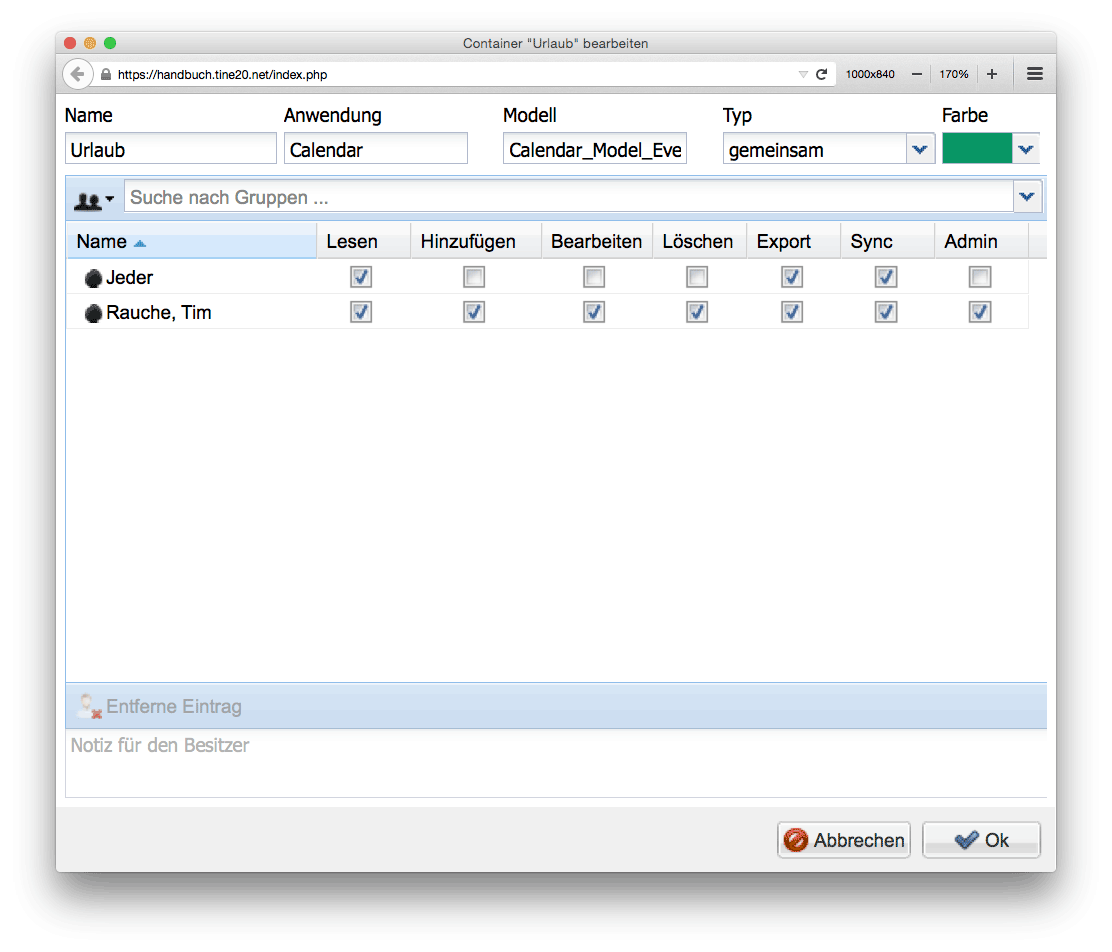 Container "Urlaub" bearbeiten
https://handbuch.tine20.net/index.php 1000x840 — 170% +
Name Anwendung Modell Typ Farbe
Urlaub Calendar Calendar_Model_Eve gemeinsam
Suche nach Gruppen ...
Name Lesen Hinzufügen Bearbeiten Löschen Export Sync Admin
Jeder
Rauche, Tim
Entferne Eintrag
Notiz für den Besitzer
Abbrechen Ok